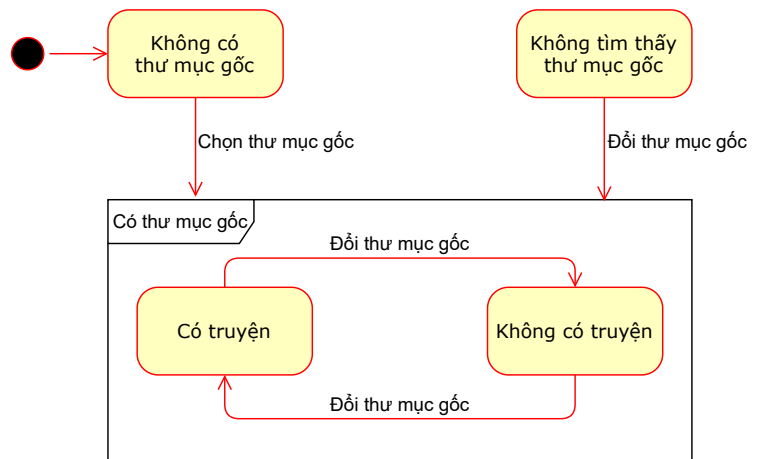 Không có
thư mục gốc
Không tìm thấy
thư mục gốc
Chọn thư mục gốc
Đổi thư mục gốc
Có thư mục gốc
Đổi thư mục gốc
Có truyện
Không có truyện
Đổi thư mục gốc